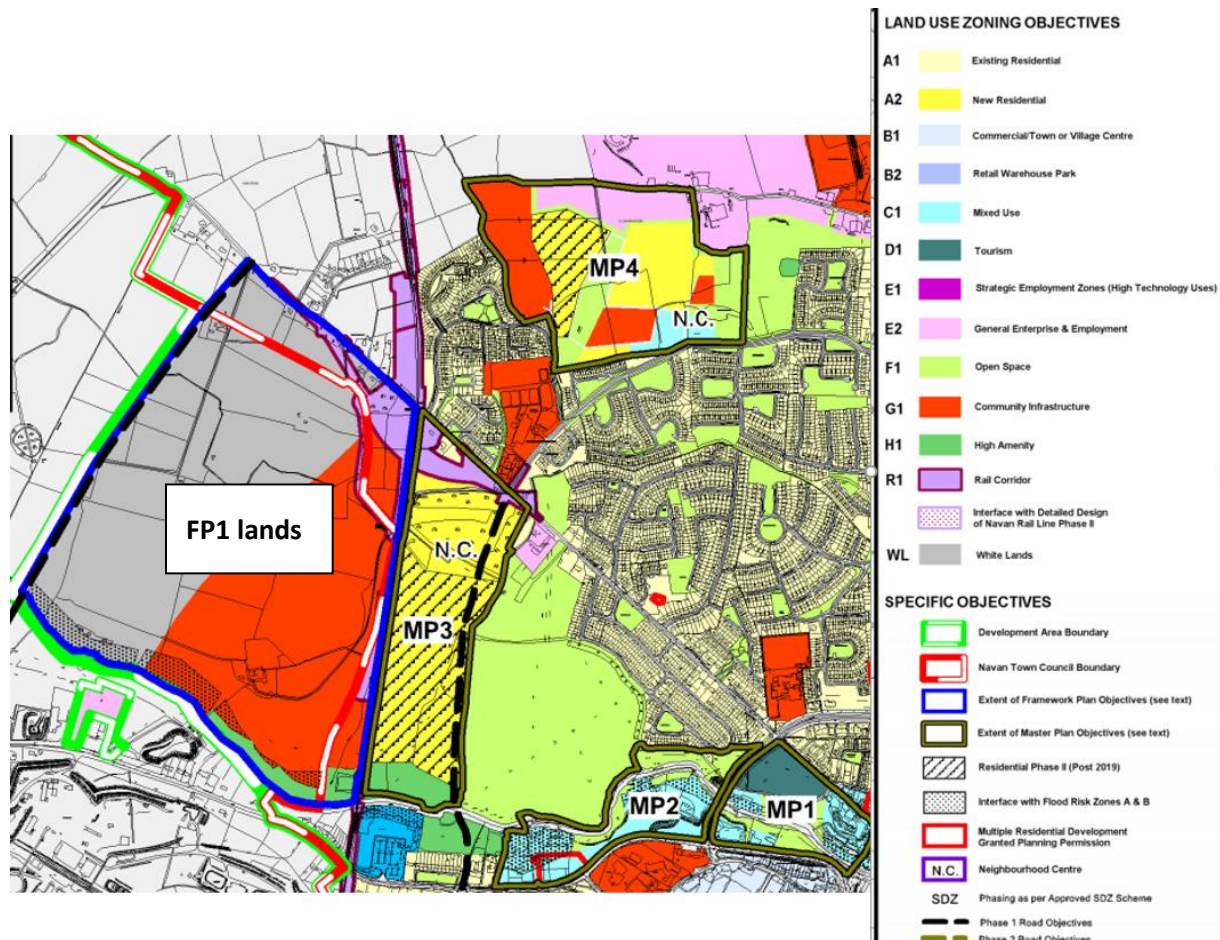 MP4
N.C.
FP1 lands
N.C.
MP3
MP2
MP1
LAND USE ZONING OBJECTIVES
A1 Existing Residential
A2 New Residential
B1 Commercial/Town or Village Centre
B2 Retail Warehouse Park
C1 Mixed Use
D1 Tourism
E1 Strategic Employment Zones (High Technology Uses)
E2 General Enterprise & Employment
F1 Open Space
G1 Community Infrastructure
H1 High Amenity
R1 Rail Corridor
Interface with Detailed Design
of Navan Rail Line Phase II
WL White Lands
SPECIFIC OBJECTIVES
Development Area Boundary
Navan Town Council Boundary
Extent of Framework Plan Objectives (see text)
Extent of Master Plan Objectives (see text)
Residential Phase II (Post 2019)
Interface with Flood Risk Zones A & B
Multiple Residential Development
Granted Planning Permission
N.C. Neighbourhood Centre
SDZ Phasing as per Approved SDZ Scheme
Phase 1 Road Objectives
Phase 2 Road Objectives